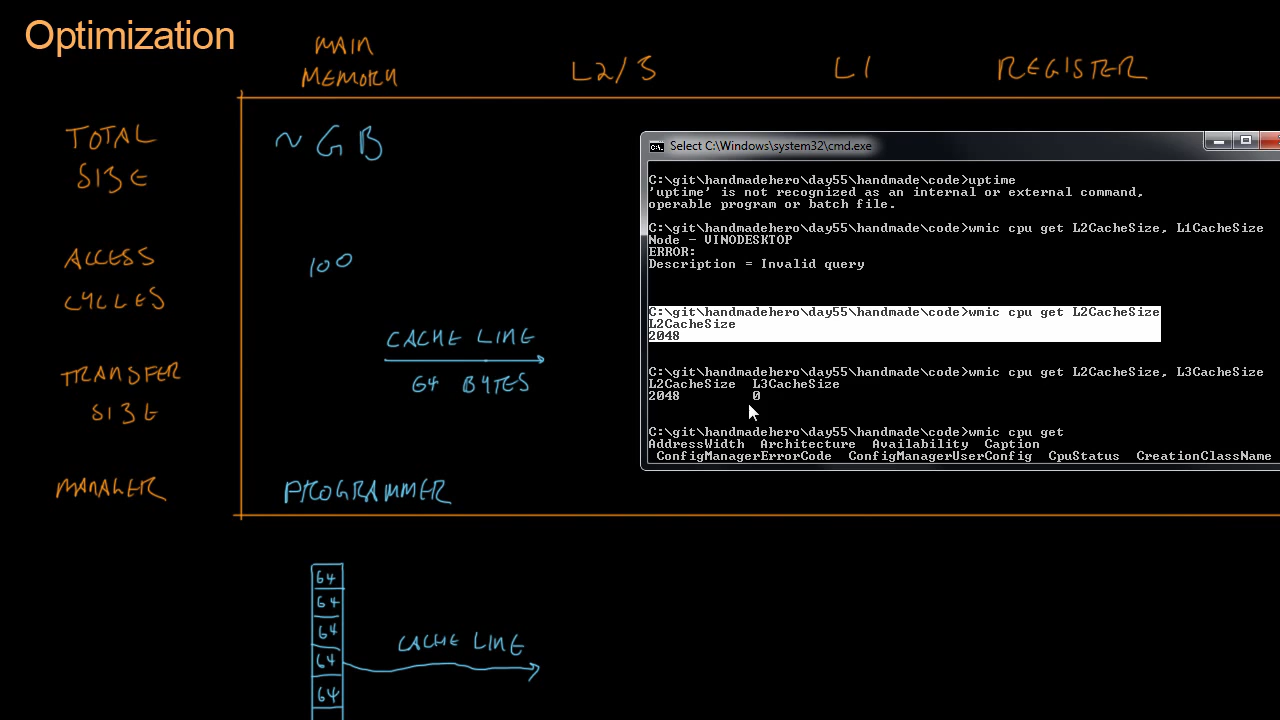 Optimization
MAIN
MEMORY
L2/3
L1
REGISTER
TOTAL
SIZE
~GB
ACCESS
CYCLES
100
TRANSFER
SIZE
CACHE LINE
64 BYTES
MANAGER
PROGRAMMER
64
64
64
64
64
CACHE LINE
Select C:\Windows\system32\cmd.exe
C:\git\handmadehero\day55\handmade\code>uptime
'uptime' is not recognized as an internal or external command,
operable program or batch file.
C:\git\handmadehero\day55\handmade\code>wmic cpu get L2CacheSize, L1CacheSize
Node - VINODESKTOP
ERROR:
Description = Invalid query
C:\git\handmadehero\day55\handmade\code>wmic cpu get L2CacheSize
L2CacheSize
2048
C:\git\handmadehero\day55\handmade\code>wmic cpu get L2CacheSize, L3CacheSize
L2CacheSize L3CacheSize
2048 0
C:\git\handmadehero\day55\handmade\code>wmic cpu get
AddressWidth Architecture Availability Caption
ConfigManagerErrorCode ConfigManagerUserConfig CpuStatus CreationClassName